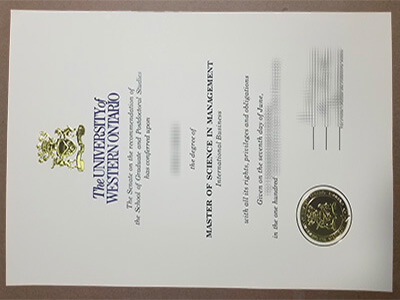 The UNIVERSITY of
WESTERN ONTARIO
The Senate on the recommendation of
the School of Graduate and Postdoctoral Studies
has conferred upon
the degree of
MASTER OF SCIENCE IN MANAGEMENT
International Business
with all its rights, privileges and obligations
Given on the seventh day of June,
in the one hundred